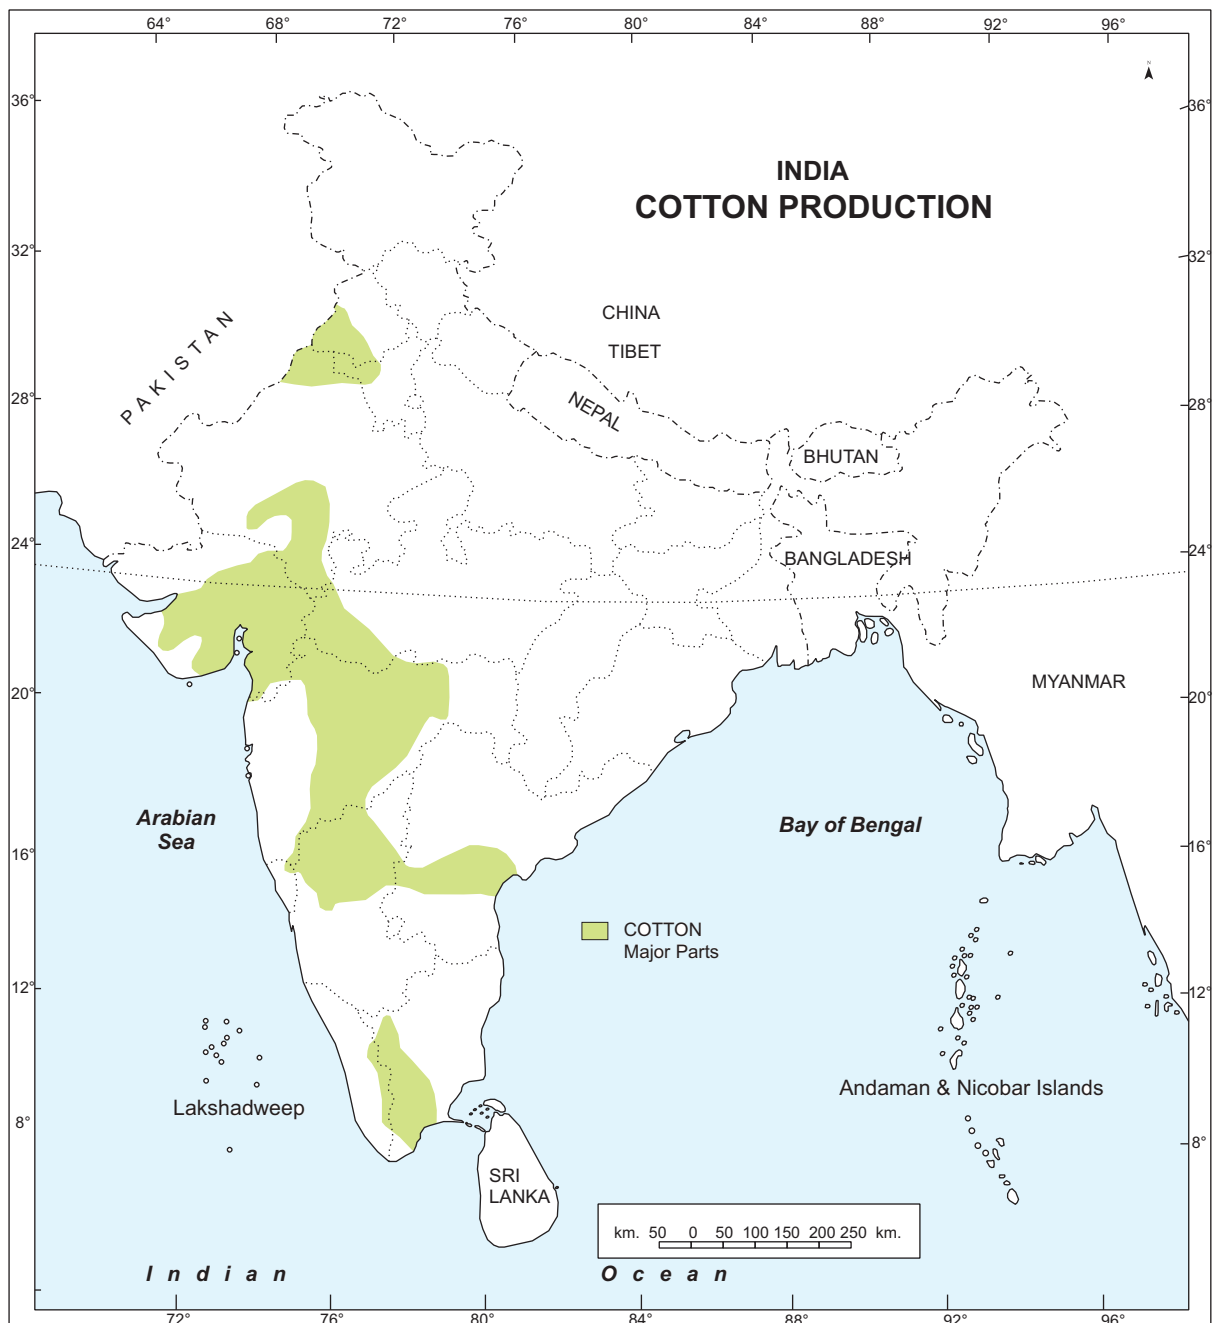 64° 68° 72° 76° 80° 84° 88° 92° 96°
N
36° 36°
INDIA
COTTON PRODUCTION
32° 32°
CHINA
TIBET
PAKISTAN
NEPAL
28° 28°
BHUTAN
24° 24°
BANGLADESH
20° 20°
MYANMAR
Arabian
Sea
Bay of Bengal
16° 16°
COTTON
Major Parts
12° 12°
Andaman & Nicobar Islands
Lakshadweep
8° 8°
SRI
LANKA
km. 50 0 50 100 150 200 250 km.
Indian Ocean
72° 76° 80° 84° 88° 92° 96°